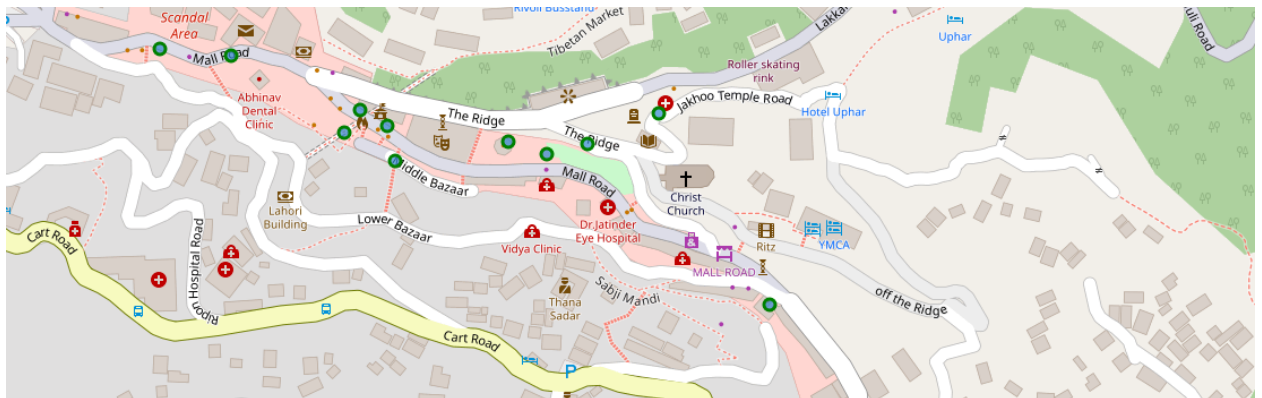 Rivoli Busstand
Scandal
Area
Tibetan Market
Lakka
uli Road
Uphar
Mall Road
Roller skating
rink
Abhinav
Dental
Clinic
The Ridge
Jakhoo Temple Road
Hotel Uphar
The Ridge
Middle Bazaar
Mall Road
Christ
Church
Lahori
Building
Lower Bazaar
Dr.Jatinder
Eye Hospital
Cart Road
Ripon Hospital Road
Vidya Clinic
Ritz
YMCA
MALL ROAD
Sabji Mandi
Thana
Sadar
off the Ridge
Cart Road
P